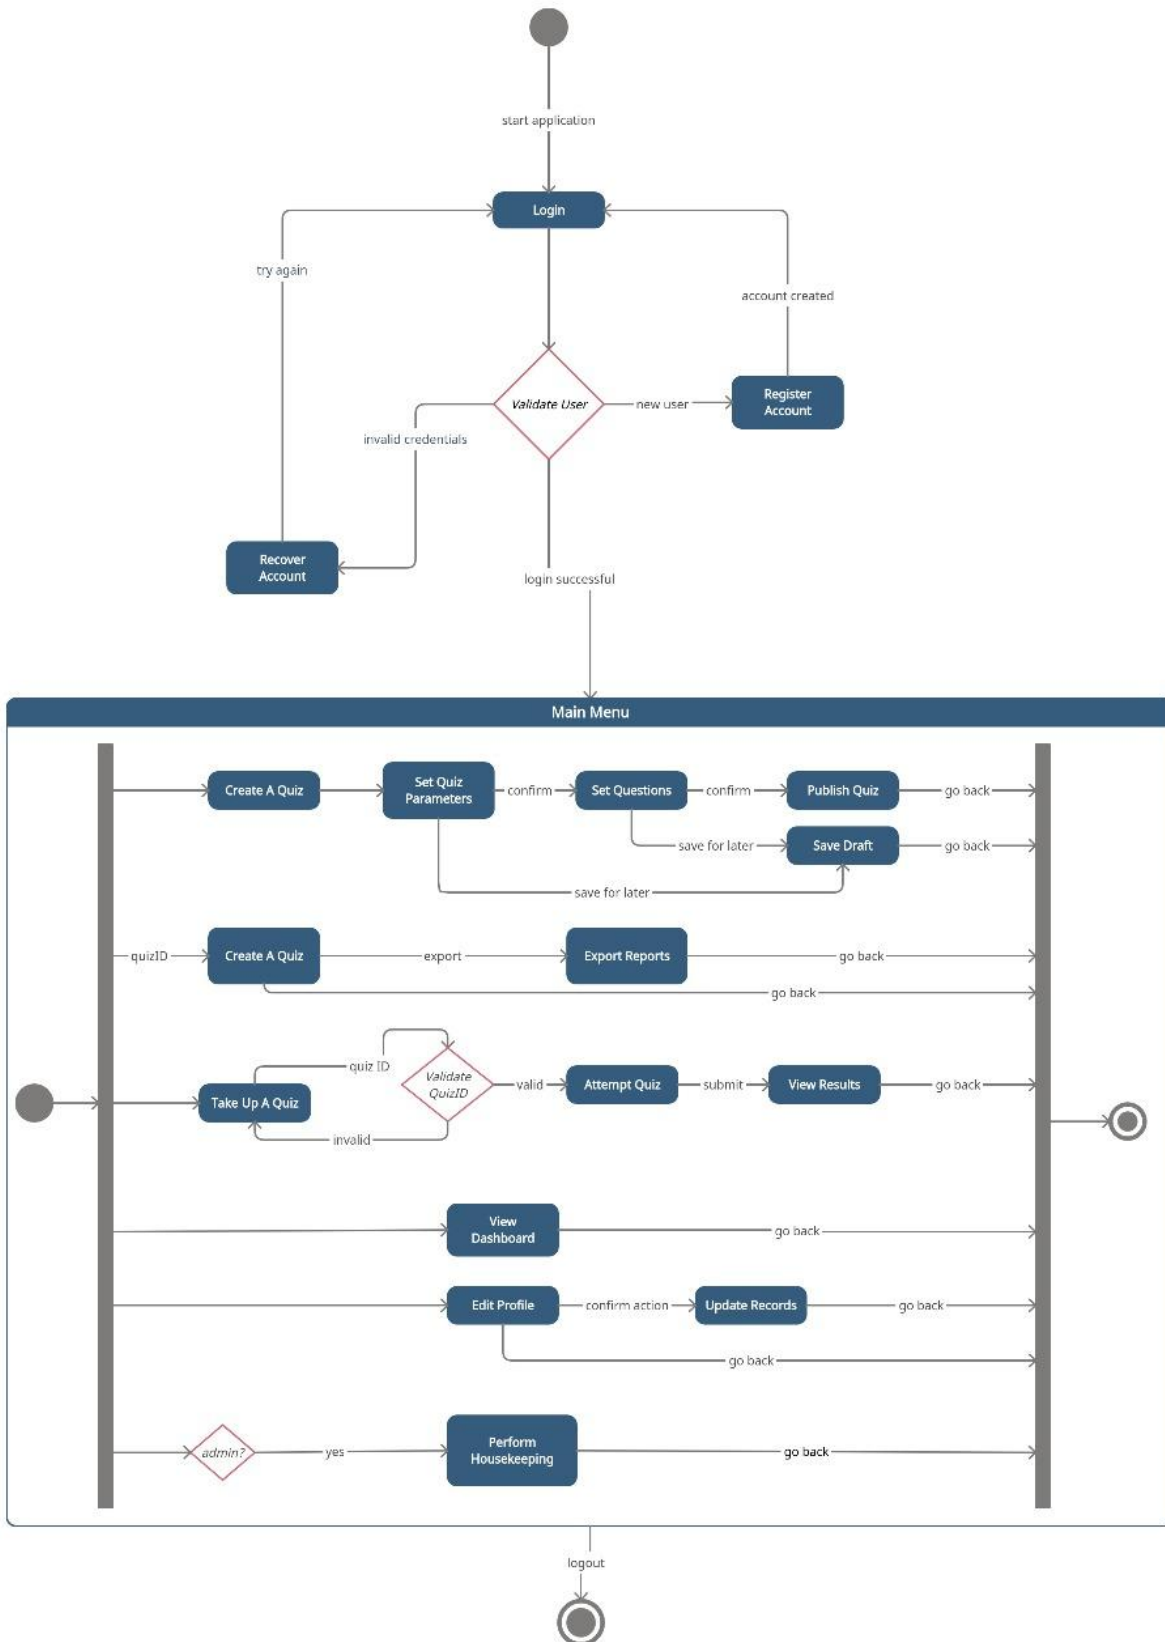 start application
Login
try again
account created
Validate User
new user
Register
Account
invalid credentials
Recover
Account
login successful
Main Menu
Create A Quiz
Set Quiz
Parameters
confirm
Set Questions
confirm
Publish Quiz
go back
save for later
Save Draft
go back
save for later
quizID
Create A Quiz
export
Export Reports
go back
go back
quiz ID
Validate
QuizID
valid
Attempt Quiz
submit
View Results
go back
Take Up A Quiz
invalid
View
Dashboard
go back
Edit Profile
confirm action
Update Records
go back
go back
admin?
yes
Perform
Housekeeping
go back
logout